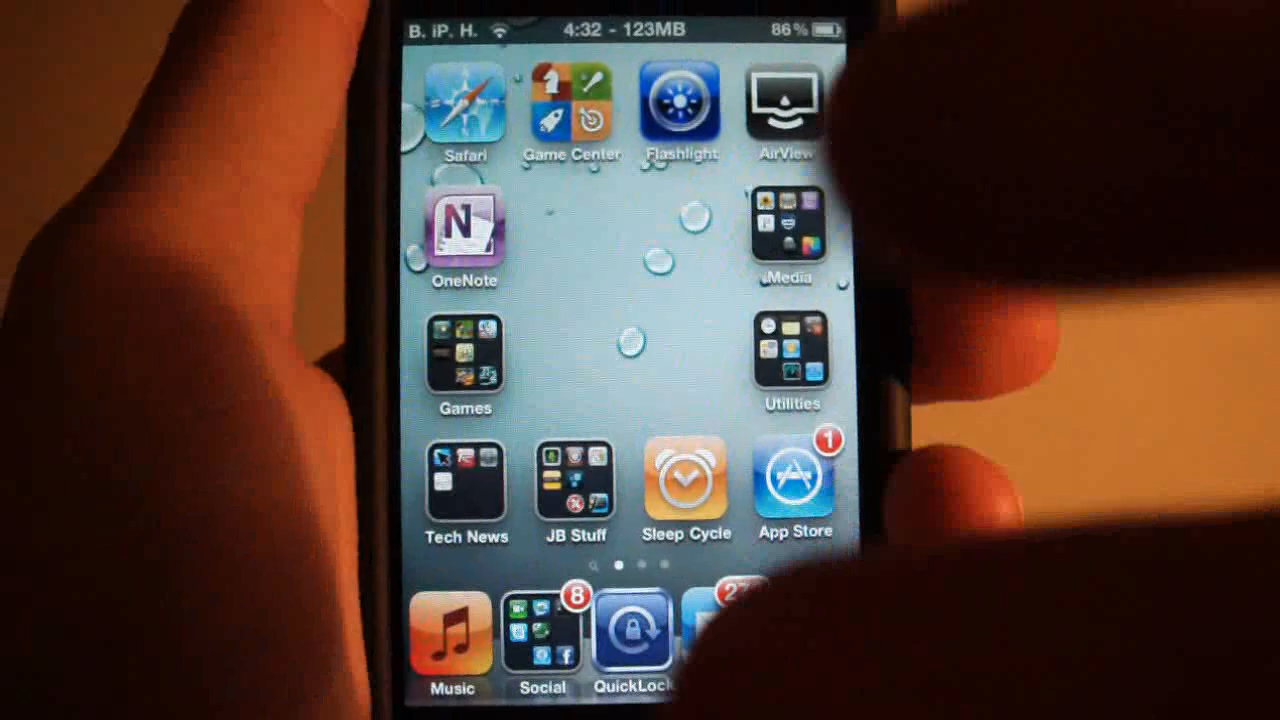 B. iP. H. 4:32 - 123MB 86%
Safari Game Center Flashlight AirView
N
OneNote iMedia
Games Utilities
1
Tech News JB Stuff Sleep Cycle App Store
8
Music Social QuickLock